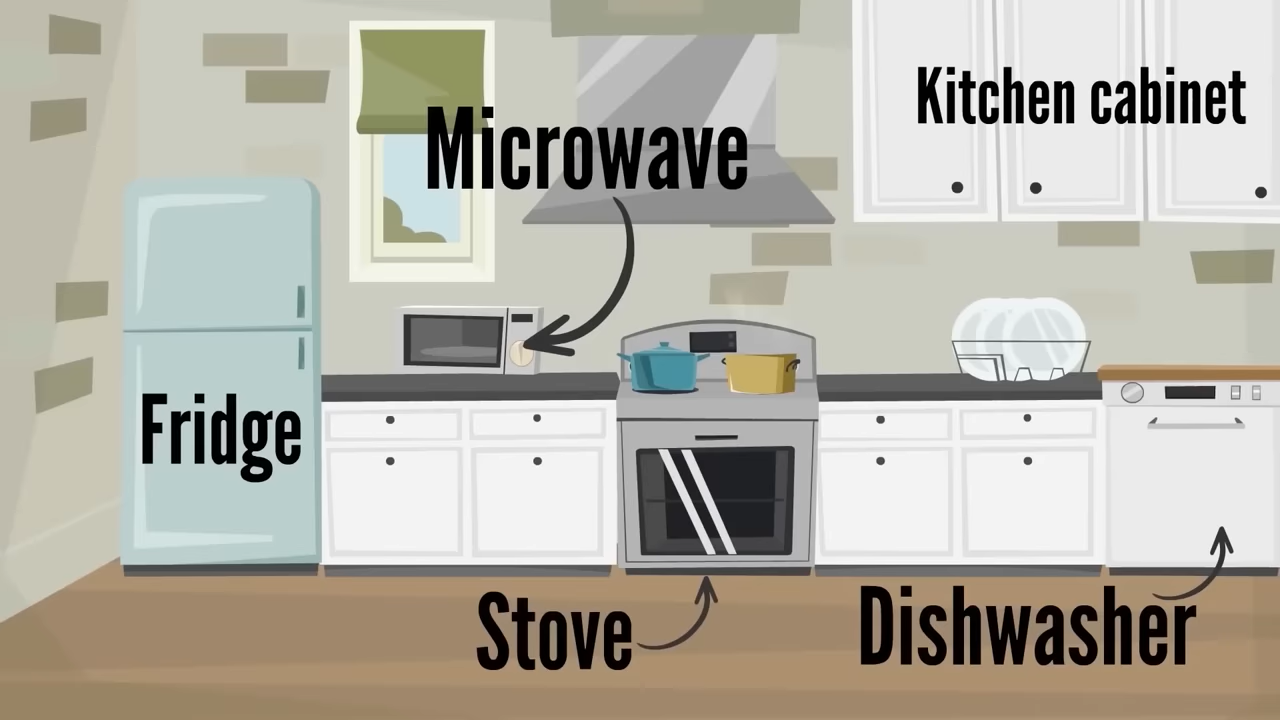 Kitchen cabinet
Microwave
Fridge
Stove
Dishwasher